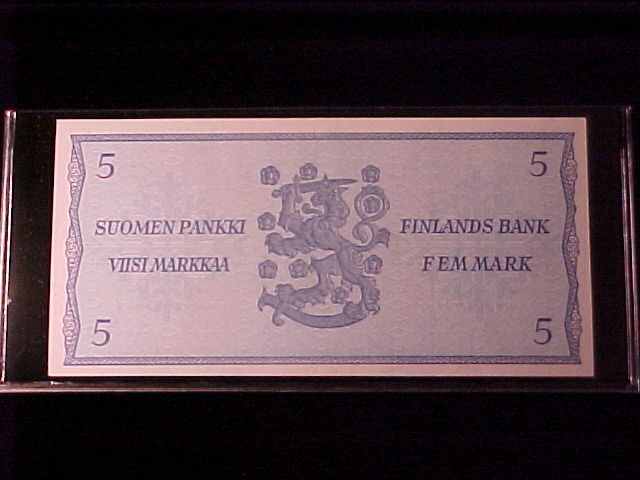 5 5
SUOMEN PANKKI FINLANDS BANK
VIISI MARKKAA FEM MARK
5 5